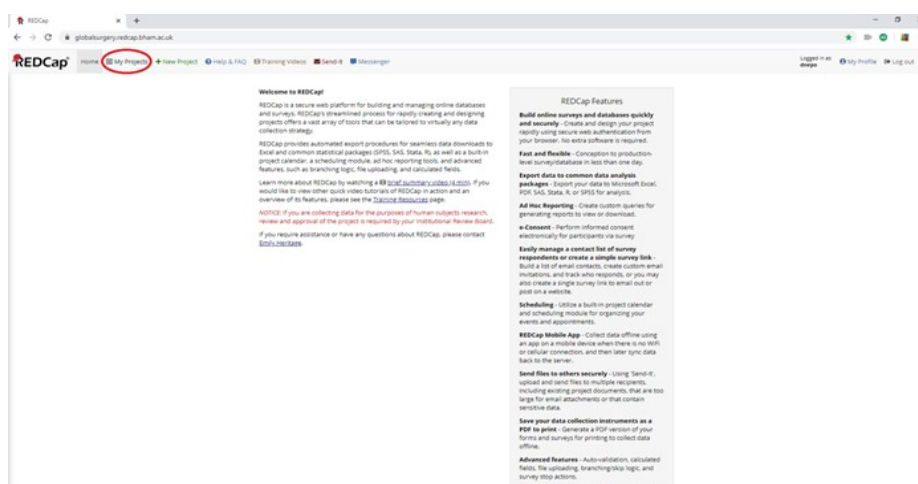 REDCap
globalsurgery.redcap.bham.ac.uk
REDCap Home My Projects + New Project Help & FAQ Training Videos Send-It Messenger
Logged in as
My Profile Log out
Welcome to REDCap!
REDCap is a secure web platform for building and managing online databases
and surveys. REDCap's streamlined process for rapidly creating and designing
projects offers a vast array of tools that can be tailored to virtually any data
collection strategy.
REDCap provides automated export procedures for seamless data downloads to
Excel and common statistical packages (SPSS, SAS, Stata, R), as well as a built-in
project calendar, a scheduling module, ad hoc reporting tools, and advanced
features, such as branching logic, file uploading, and calculated fields.
Learn more about REDCap by watching a brief summary video (4 min). If you
would like to view other quick video tutorials of REDCap in action and an
overview of its features, please see the Training Resources page.
NOTICE: If you are collecting data for the purposes of human subjects research,
review and approval of the project is required by your Institutional Review Board.
If you require assistance or have any questions about REDCap, please contact
Emily Heritage.
REDCap Features
Build online surveys and databases quickly
and securely - Create and design your project
rapidly using secure web authentication from
your browser. No extra software is required.
Fast and flexible - Conception to production-
level survey/database in less than one day.
Export data to common data analysis
packages - Export your data to Microsoft Excel,
PDF, SAS, Stata, R, or SPSS for analysis.
Ad Hoc Reporting - Create custom queries for
generating reports to view or download.
e-Consent - Perform informed consent
electronically for participants via survey
Easily manage a contact list of survey
respondents or create a simple survey link -
Build a list of email contacts, create custom email
invitations, and track who responds, or you may
also create a single survey link to email out or
post on a website.
Scheduling - Utilize a built-in project calendar
and scheduling module for organizing your
events and appointments.
REDCap Mobile App - Collect data offline using
an app on a mobile device when there is no WiFi
or cellular connection, and then later sync data
back to the server.
Send files to others securely - Using 'Send-It',
upload and send files to multiple recipients,
including existing project documents, that are too
large for email attachments or that contain
sensitive data.
Save your data collection instruments as a
PDF to print - Generate a PDF version of your
forms and surveys for printing to collect data
offline.
Advanced features - Auto-validation, calculated
fields, file uploading, branching/skip logic, and
survey stop actions.